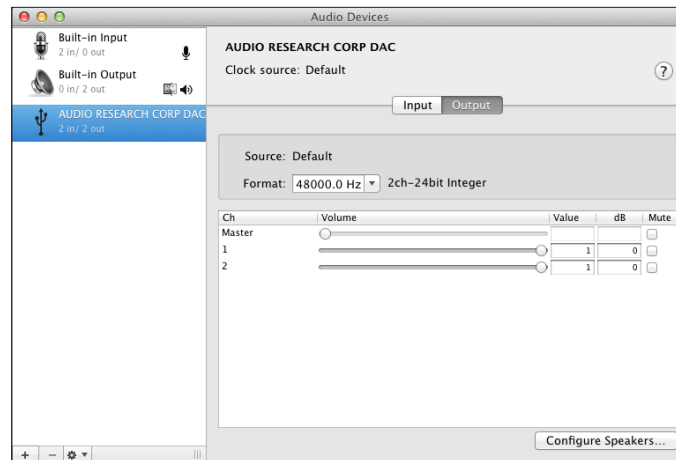 Audio Devices
Built-in Input
2 in/ 0 out
Built-in Output
0 in/ 2 out
AUDIO RESEARCH CORP DAC
2 in/ 2 out
AUDIO RESEARCH CORP DAC
Clock source: Default
?
Input Output
Source: Default
Format: 48000.0 Hz 2ch-24bit Integer
Ch Volume Value dB Mute
Master
1 1 0
2 1 0
+ −
Configure Speakers...